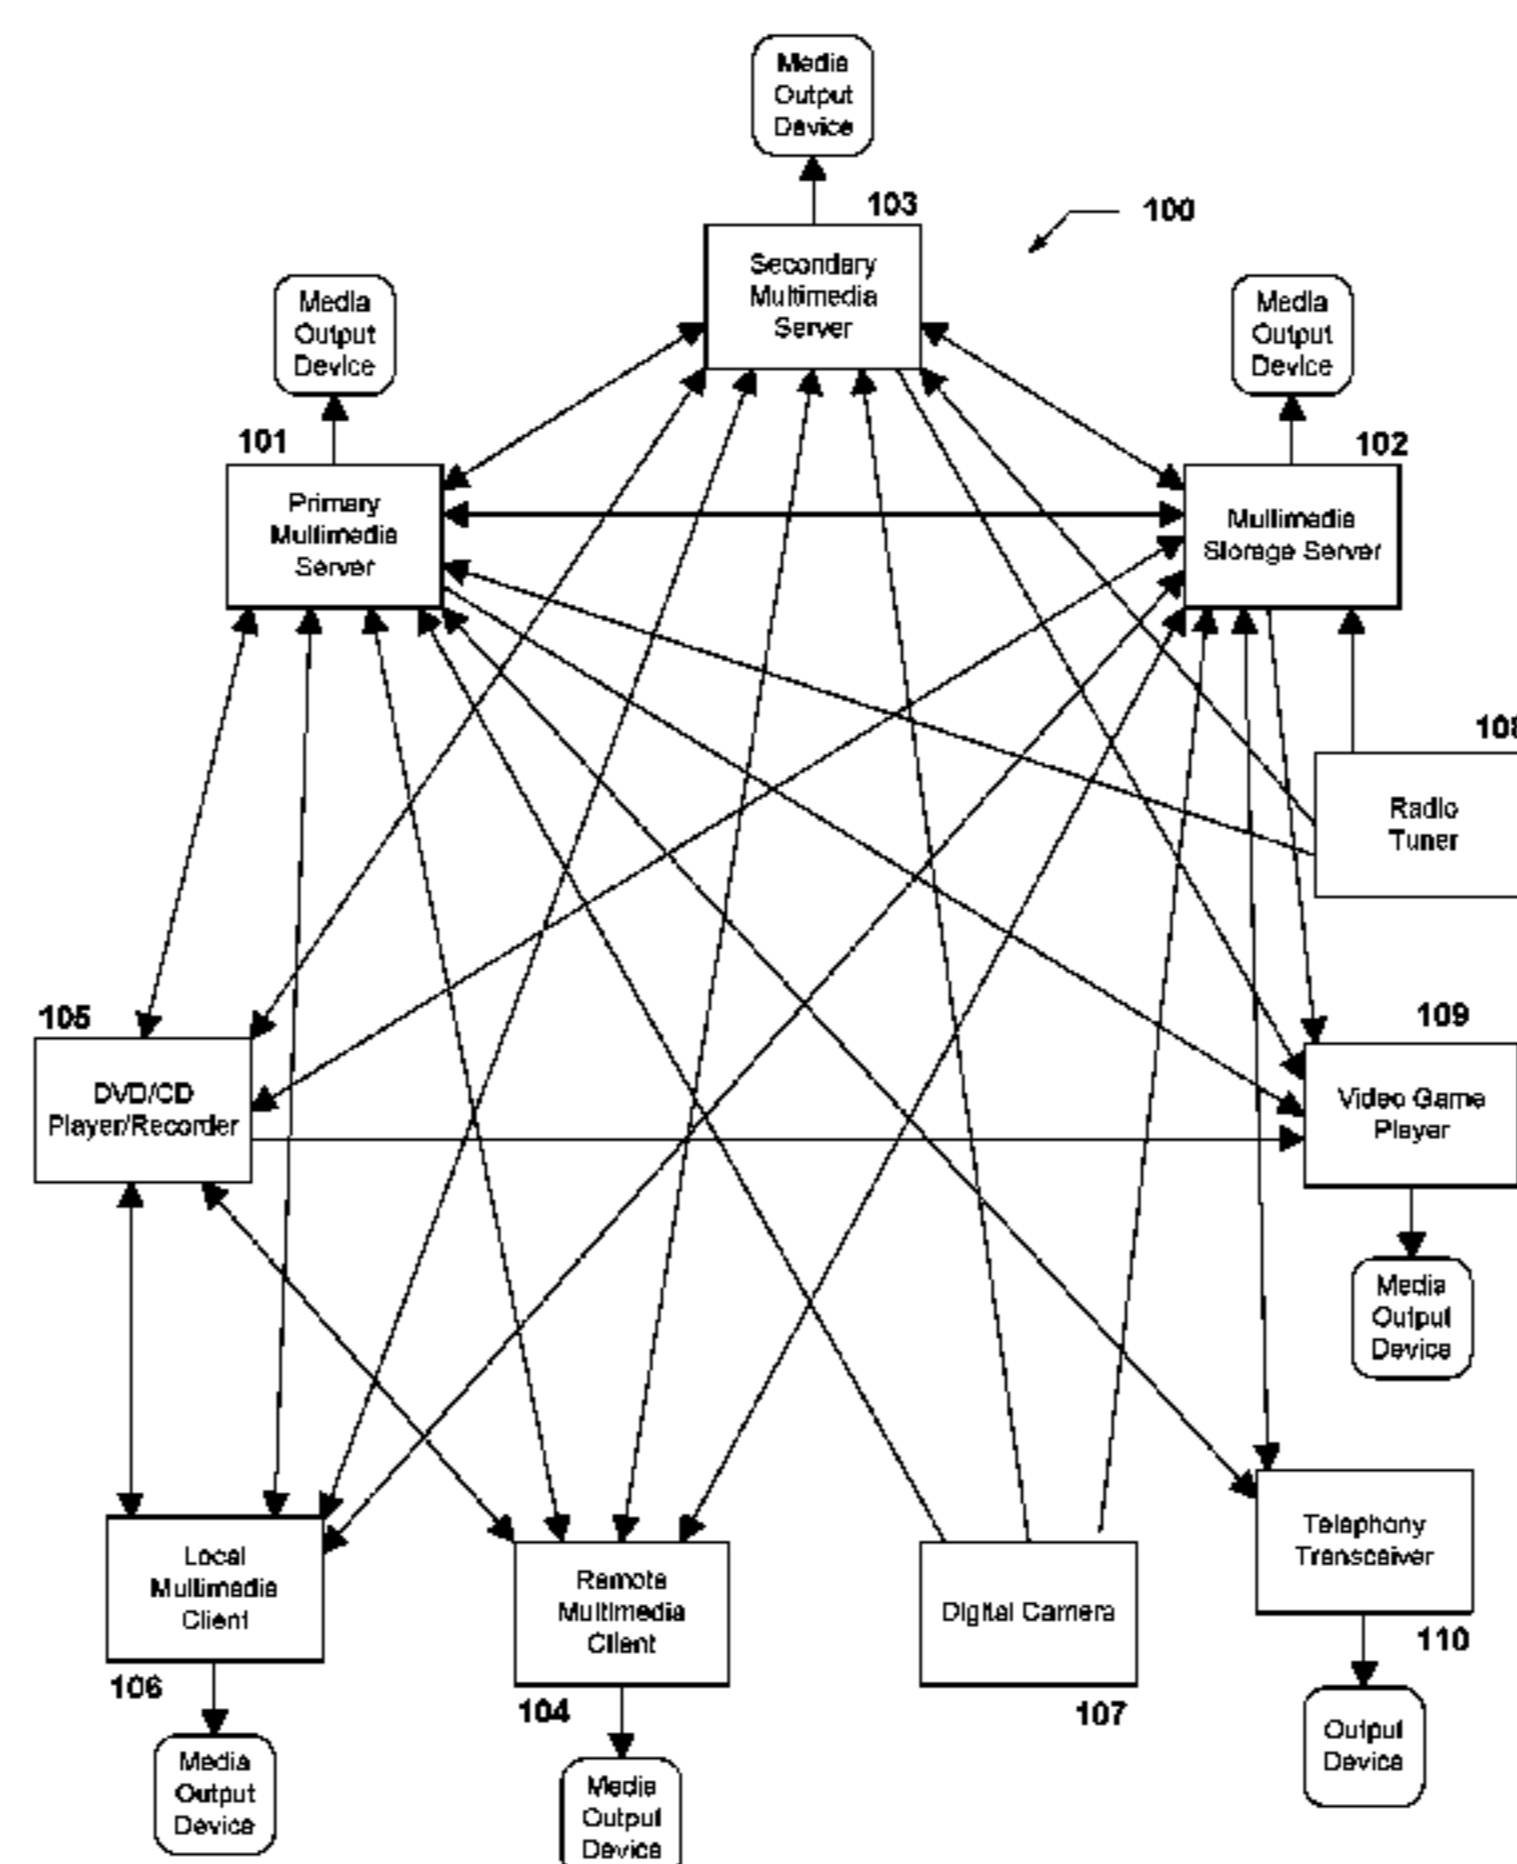 Media
Output
Device
103
100
Secondary
Multimedia
Server
Media
Output
Device
Media
Output
Device
101
102
Primary
Multimedia
Server
Multimedia
Storage Server
108
Radio
Tuner
105
109
DVD/CD
Player/Recorder
Video Game
Player
Media
Output
Device
Local
Multimedia
Client
Remote
Multimedia
Client
Digital Camera
Telephony
Transceiver
106
104
107
110
Media
Output
Device
Media
Output
Device
Output
Device